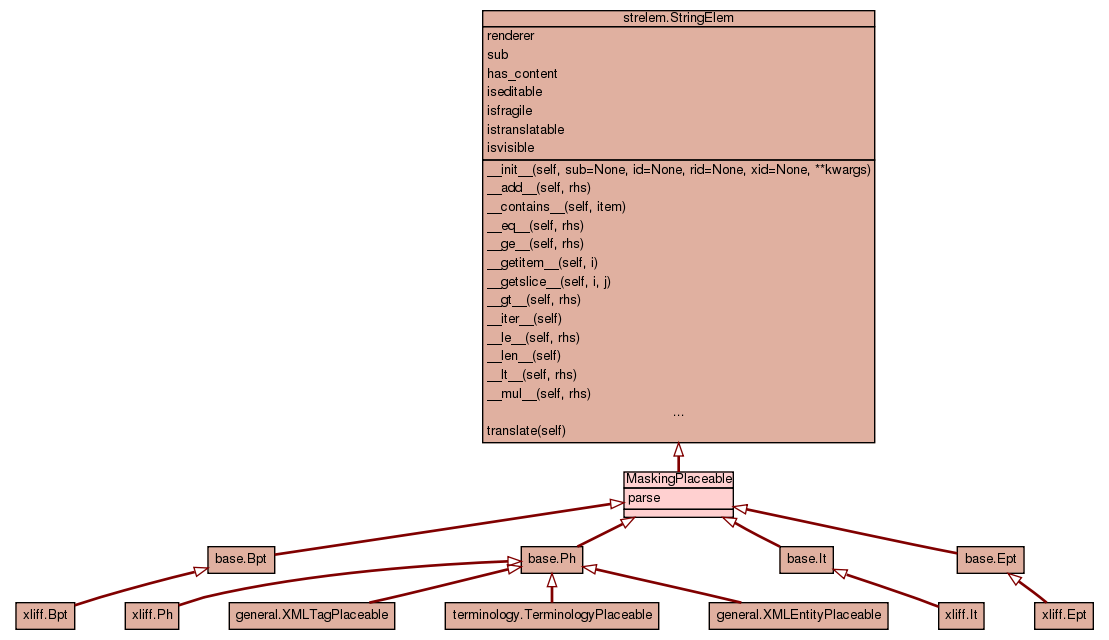 strelem.StringElem
renderer
sub
has_content
iseditable
isfragile
istranslatable
isvisible
__init__(self, sub=None, id=None, rid=None, xid=None, **kwargs)
__add__(self, rhs)
__contains__(self, item)
__eq__(self, rhs)
__ge__(self, rhs)
__getitem__(self, i)
__getslice__(self, i, j)
__gt__(self, rhs)
__iter__(self)
__le__(self, rhs)
__len__(self)
__lt__(self, rhs)
__mul__(self, rhs)
...
translate(self)
MaskingPlaceable
parse
base.Bpt
base.Ph
base.It
base.Ept
xliff.Bpt
xliff.Ph
general.XMLTagPlaceable
terminology.TerminologyPlaceable
general.XMLEntityPlaceable
xliff.It
xliff.Ept